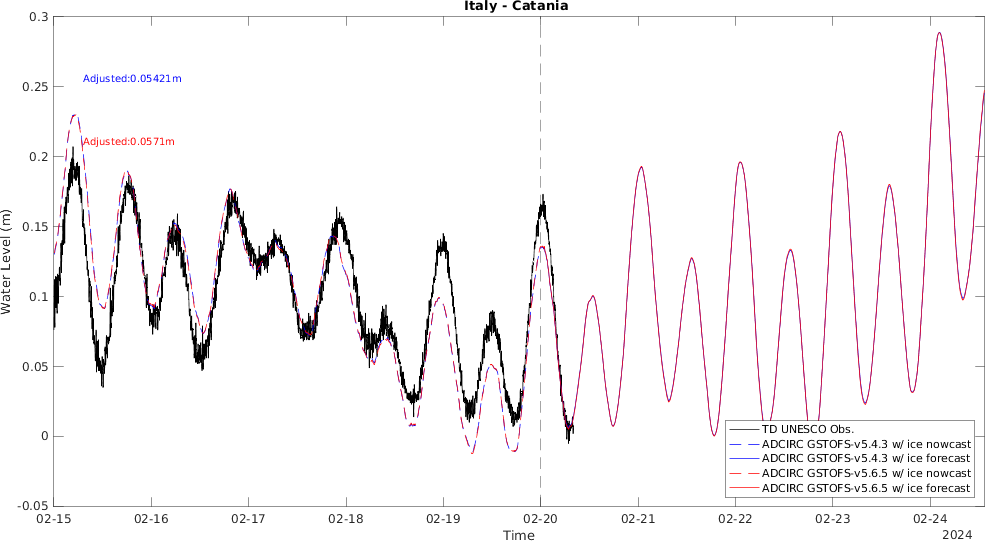 Italy - Catania
0.3
0.25
0.2
0.15
0.1
0.05
0
-0.05
Water Level (m)
Adjusted:0.05421m
Adjusted:0.0571m
TD UNESCO Obs.
ADCIRC GSTOFS-v5.4.3 w/ ice nowcast
ADCIRC GSTOFS-v5.4.3 w/ ice forecast
ADCIRC GSTOFS-v5.6.5 w/ ice nowcast
ADCIRC GSTOFS-v5.6.5 w/ ice forecast
02-15 02-16 02-17 02-18 02-19 02-20 02-21 02-22 02-23 02-24
Time
2024